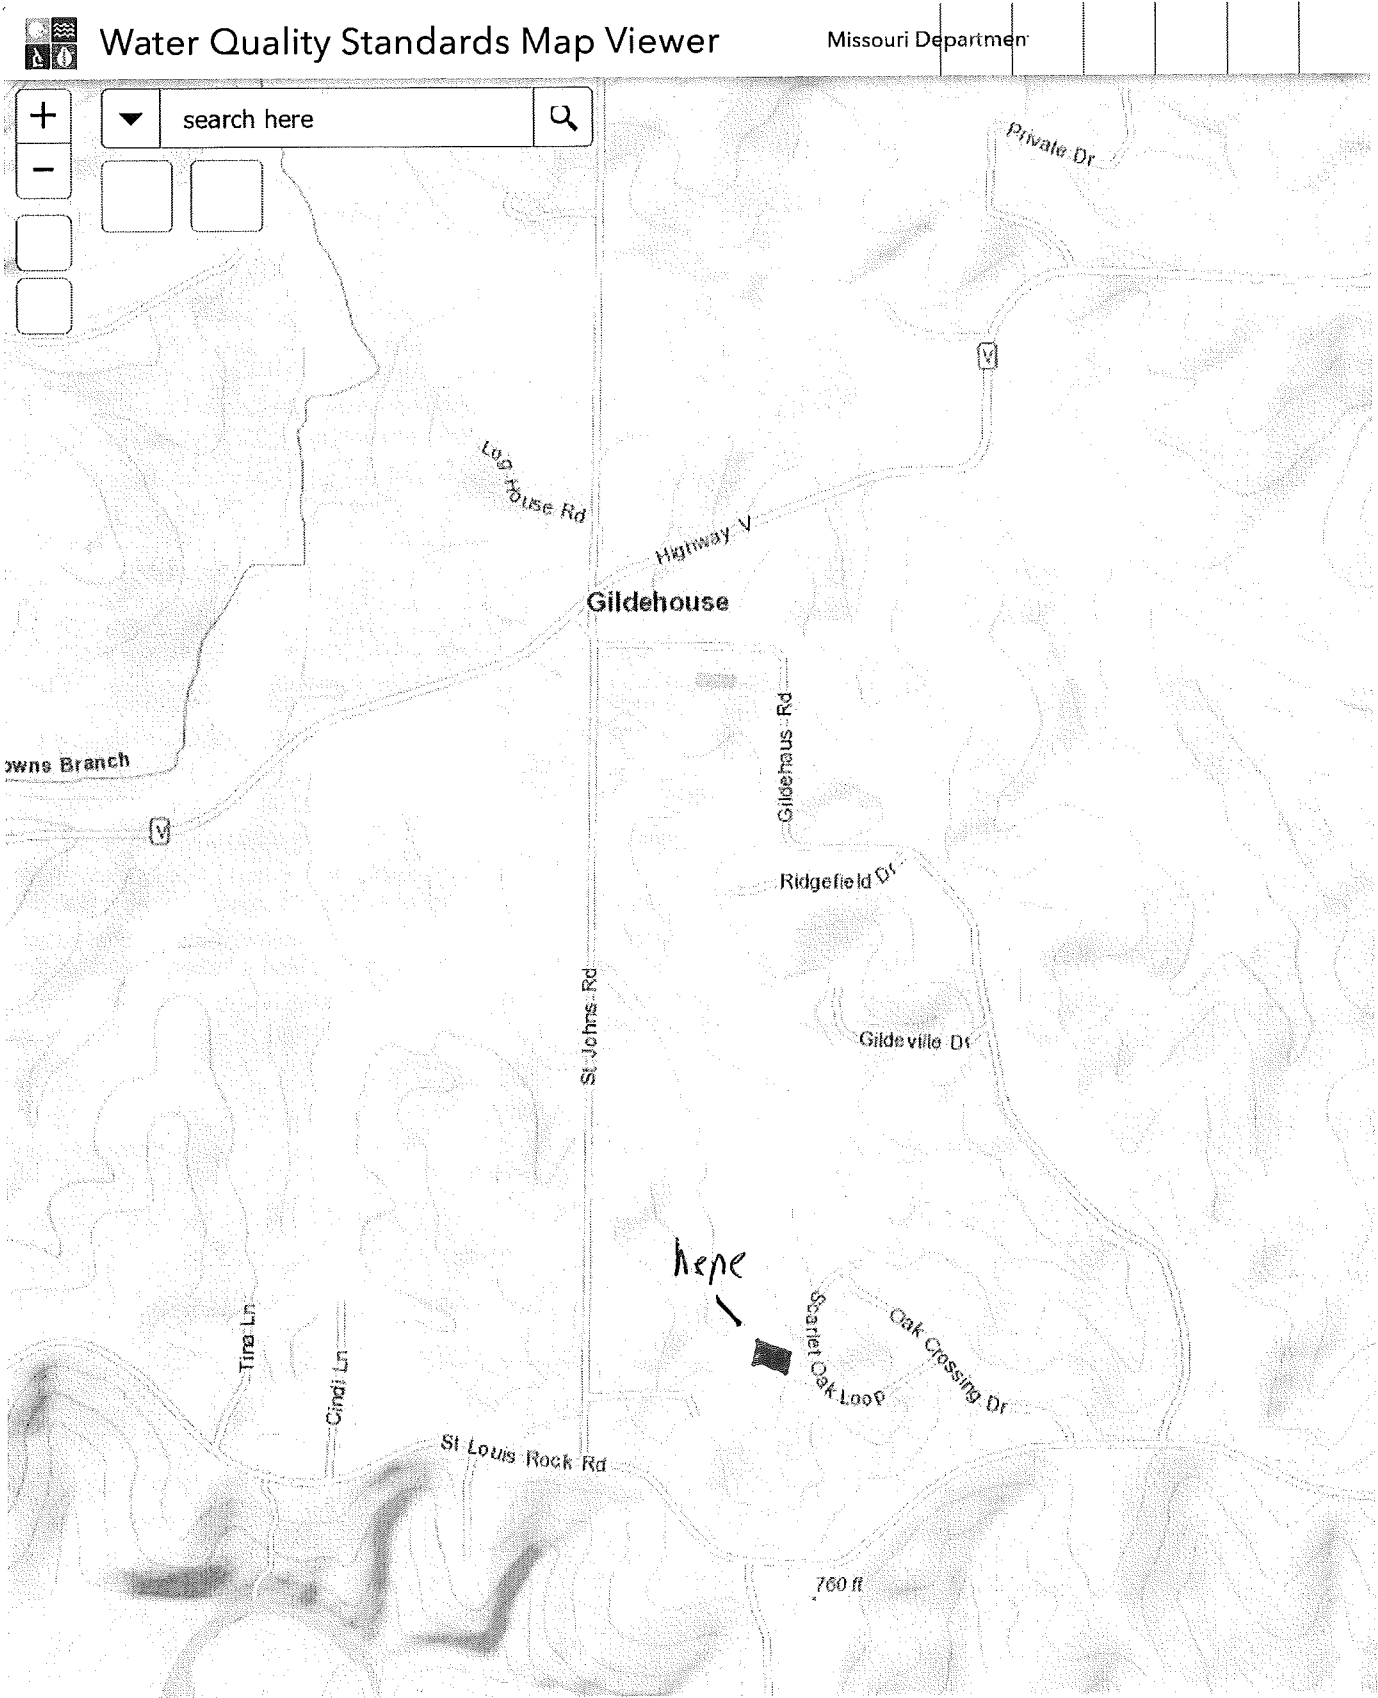 Water Quality Standards Map Viewer
Missouri Departmen
+
search here
−
Private Dr
V
Log House Rd
Highway V
Gildehouse
Gildehaus Rd
owns Branch
V
Ridgefield Dr
St Johns Rd
Gildeville Dr
here
Scarlet Oak Loop
Oak Crossing Dr
Tina Ln
Cindi Ln
St Louis Rock Rd
760 ft